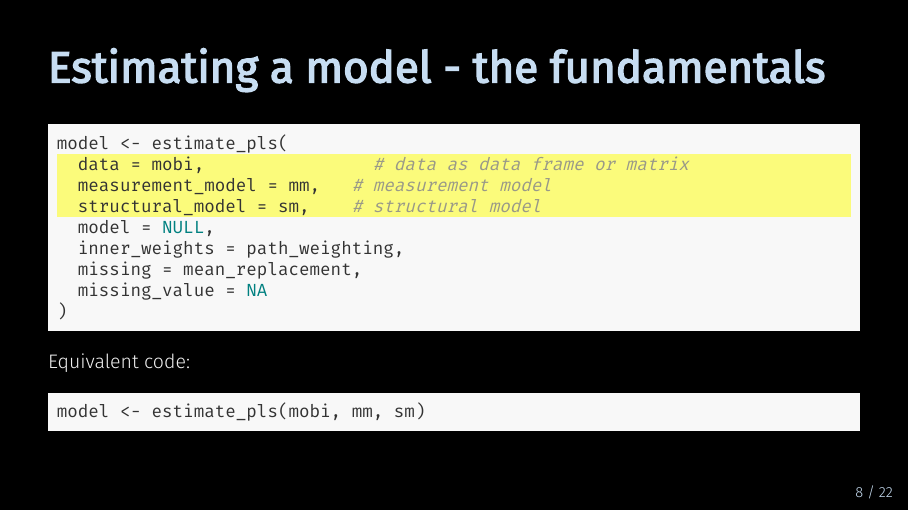 Estimating a model - the fundamentals
model <- estimate_pls(
  data = mobi,                # data as data frame or matrix
  measurement_model = mm,   # measurement model
  structural_model = sm,    # structural model
  model = NULL,
  inner_weights = path_weighting,
  missing = mean_replacement,
  missing_value = NA
)
Equivalent code:
model <- estimate_pls(mobi, mm, sm)
8 / 22